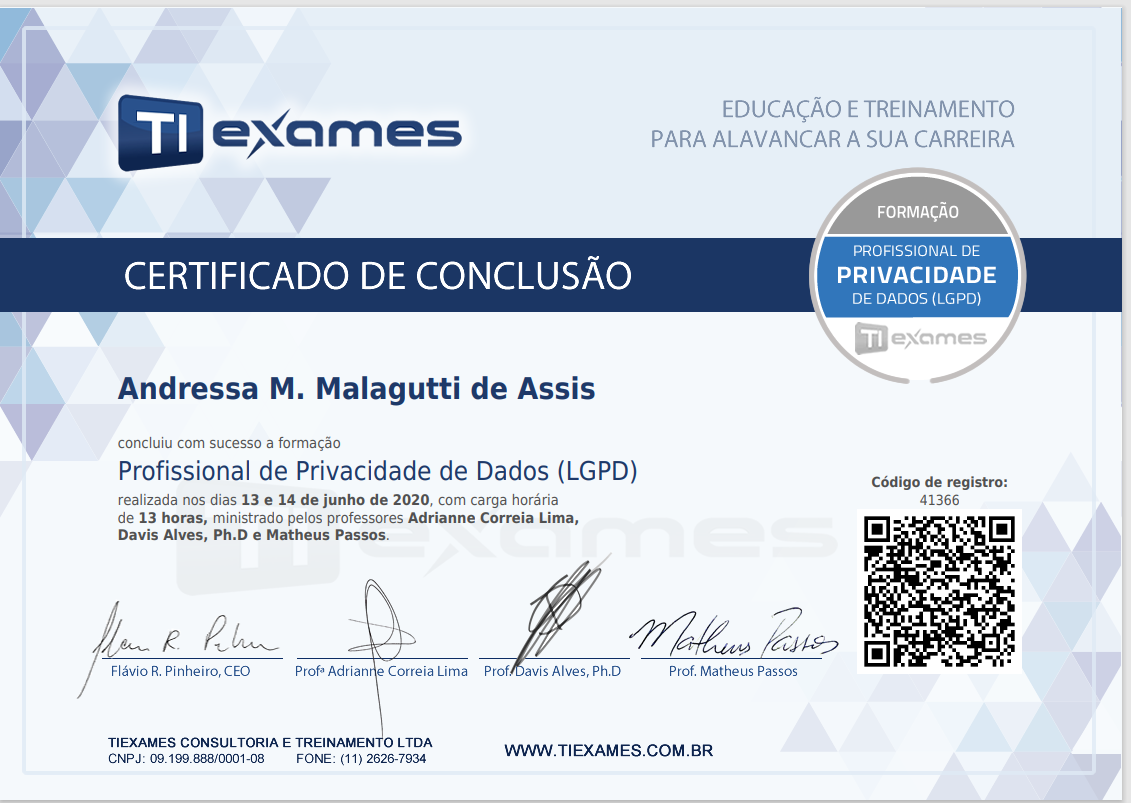 TI exames
EDUCAÇÃO E TREINAMENTO
PARA ALAVANCAR A SUA CARREIRA
FORMAÇÃO
PROFISSIONAL DE
PRIVACIDADE
DE DADOS (LGPD)
TI exames
CERTIFICADO DE CONCLUSÃO
Andressa M. Malagutti de Assis
concluiu com sucesso a formação
Profissional de Privacidade de Dados (LGPD)
realizada nos dias 13 e 14 de junho de 2020, com carga horária
de 13 horas, ministrado pelos professores Adrianne Correia Lima,
Davis Alves, Ph.D e Matheus Passos.
TI exames
Código de registro:
41366
Matheus Passos
Flávio R. Pinheiro, CEO
Profª Adrianne Correia Lima
Prof. Davis Alves, Ph.D
Prof. Matheus Passos
TIEXAMES CONSULTORIA E TREINAMENTO LTDA
CNPJ: 09.199.888/0001-08 FONE: (11) 2626-7934
WWW.TIEXAMES.COM.BR